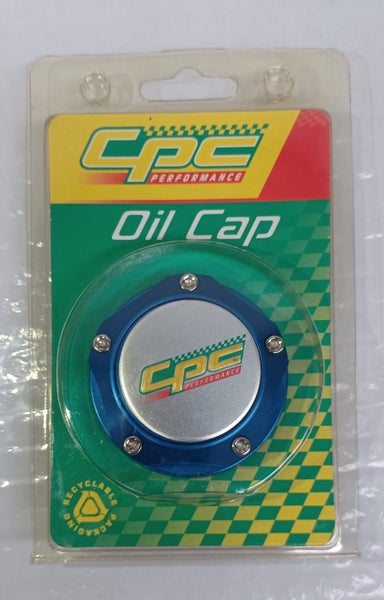 CPC
PERFORMANCE
Oil Cap
CPC
PERFORMANCE
RECYCLABLE
PACKAGING